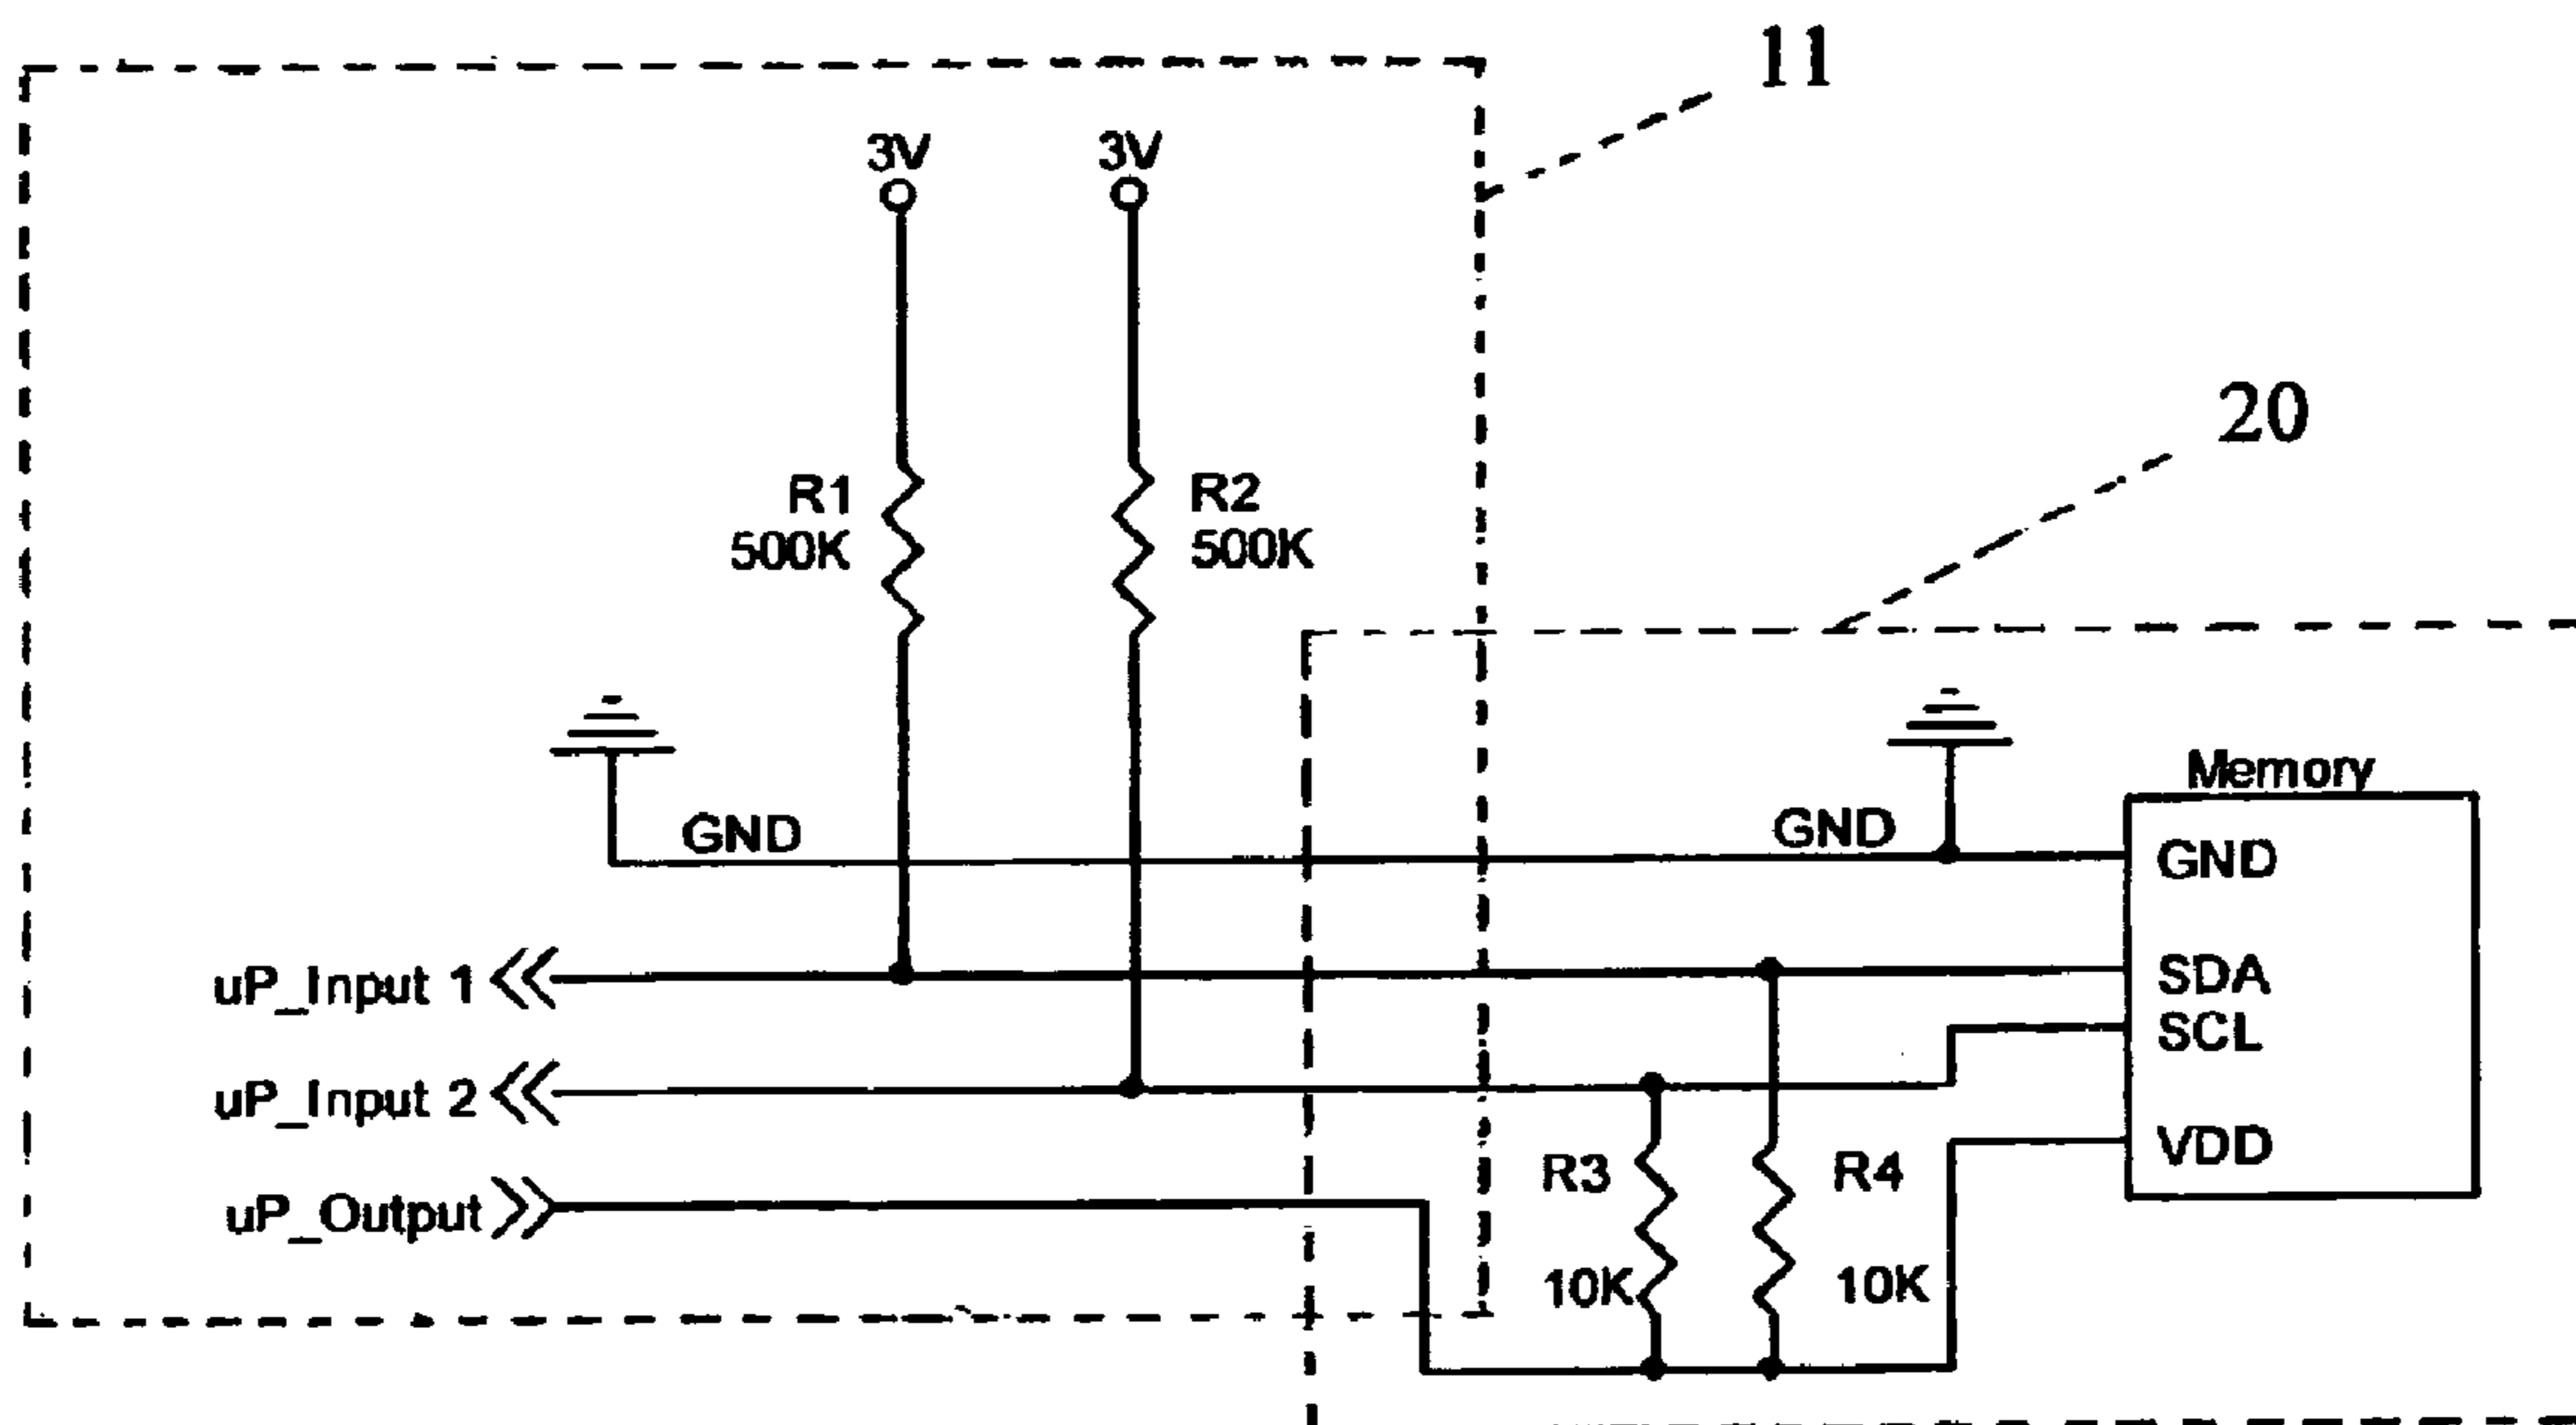 11
3V
3V
20
R1
500K
R2
500K
GND
GND
Memory
GND
SDA
SCL
VDD
uP_Input 1
uP_Input 2
uP_Output
R3
10K
R4
10K